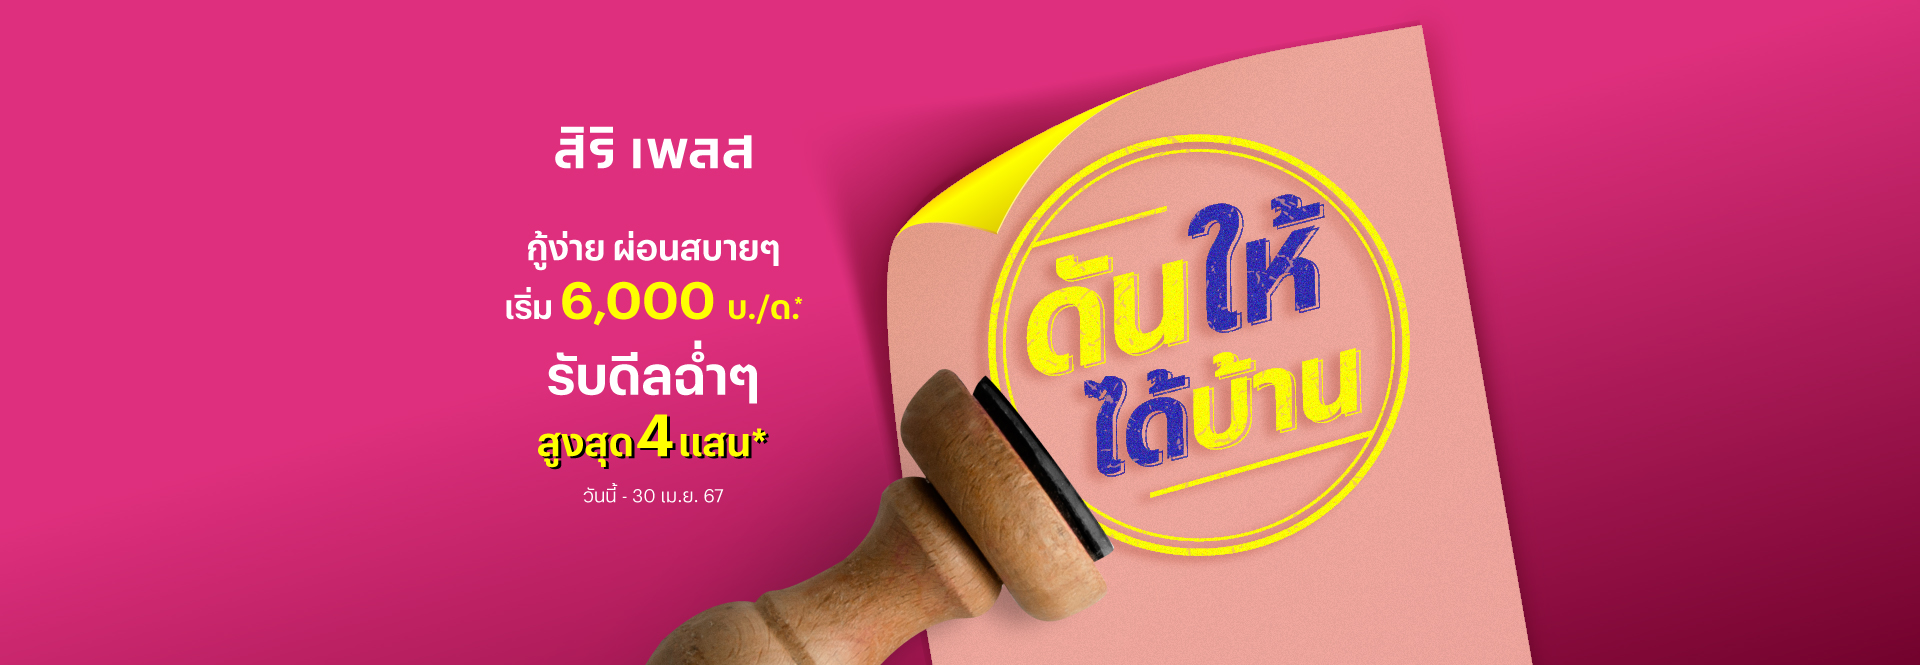 สิริ เพลส
กู้ง่าย ผ่อนสบายๆ
เริ่ม 6,000 บ./ด.*
รับดีลฉ่ำๆ
สูงสุด 4 แสน*
วันนี้ - 30 เม.ย. 67
ดันให้
ได้บ้าน